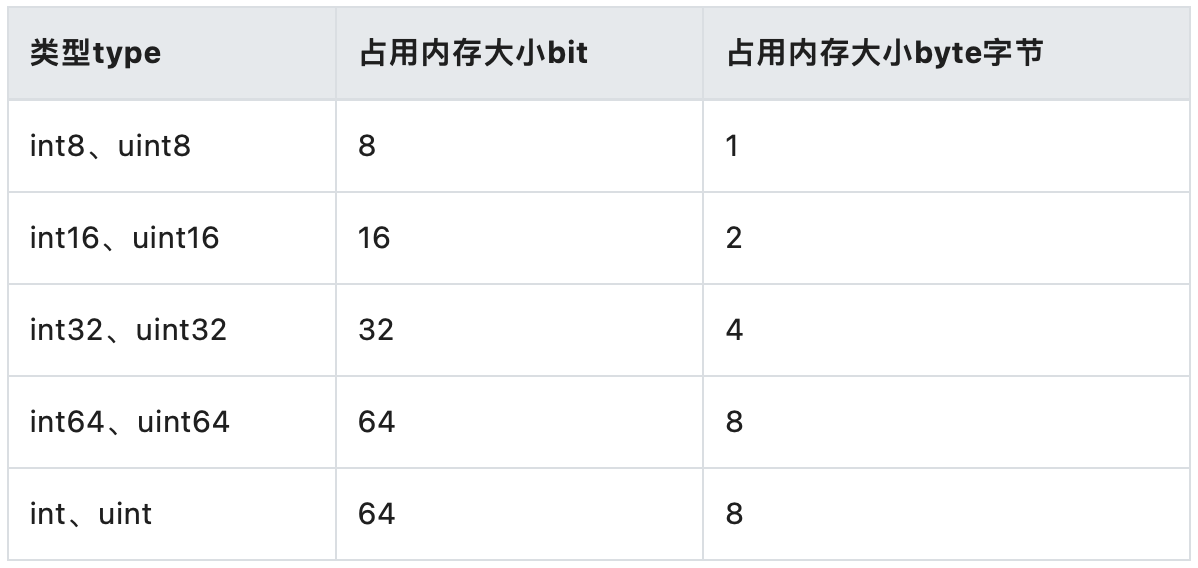 类型type 占用内存大小bit 占用内存大小byte字节
int8、uint8 8 1
int16、uint16 16 2
int32、uint32 32 4
int64、uint64 64 8
int、uint 64 8